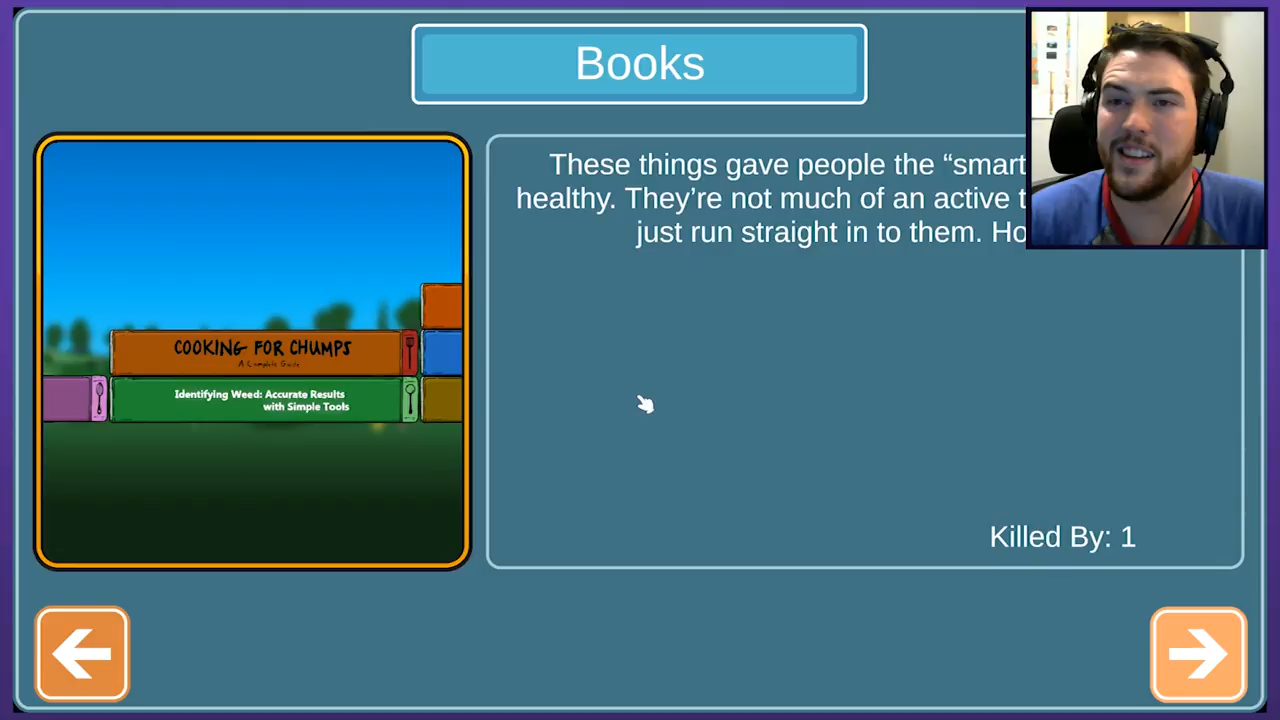 Books
These things gave people the “smart
healthy. They’re not much of an active
just run straight in to them.
COOKING FOR CHUMPS
A Complete Guide
Identifying Weed: Accurate Results
with Simple Tools
Killed By: 1